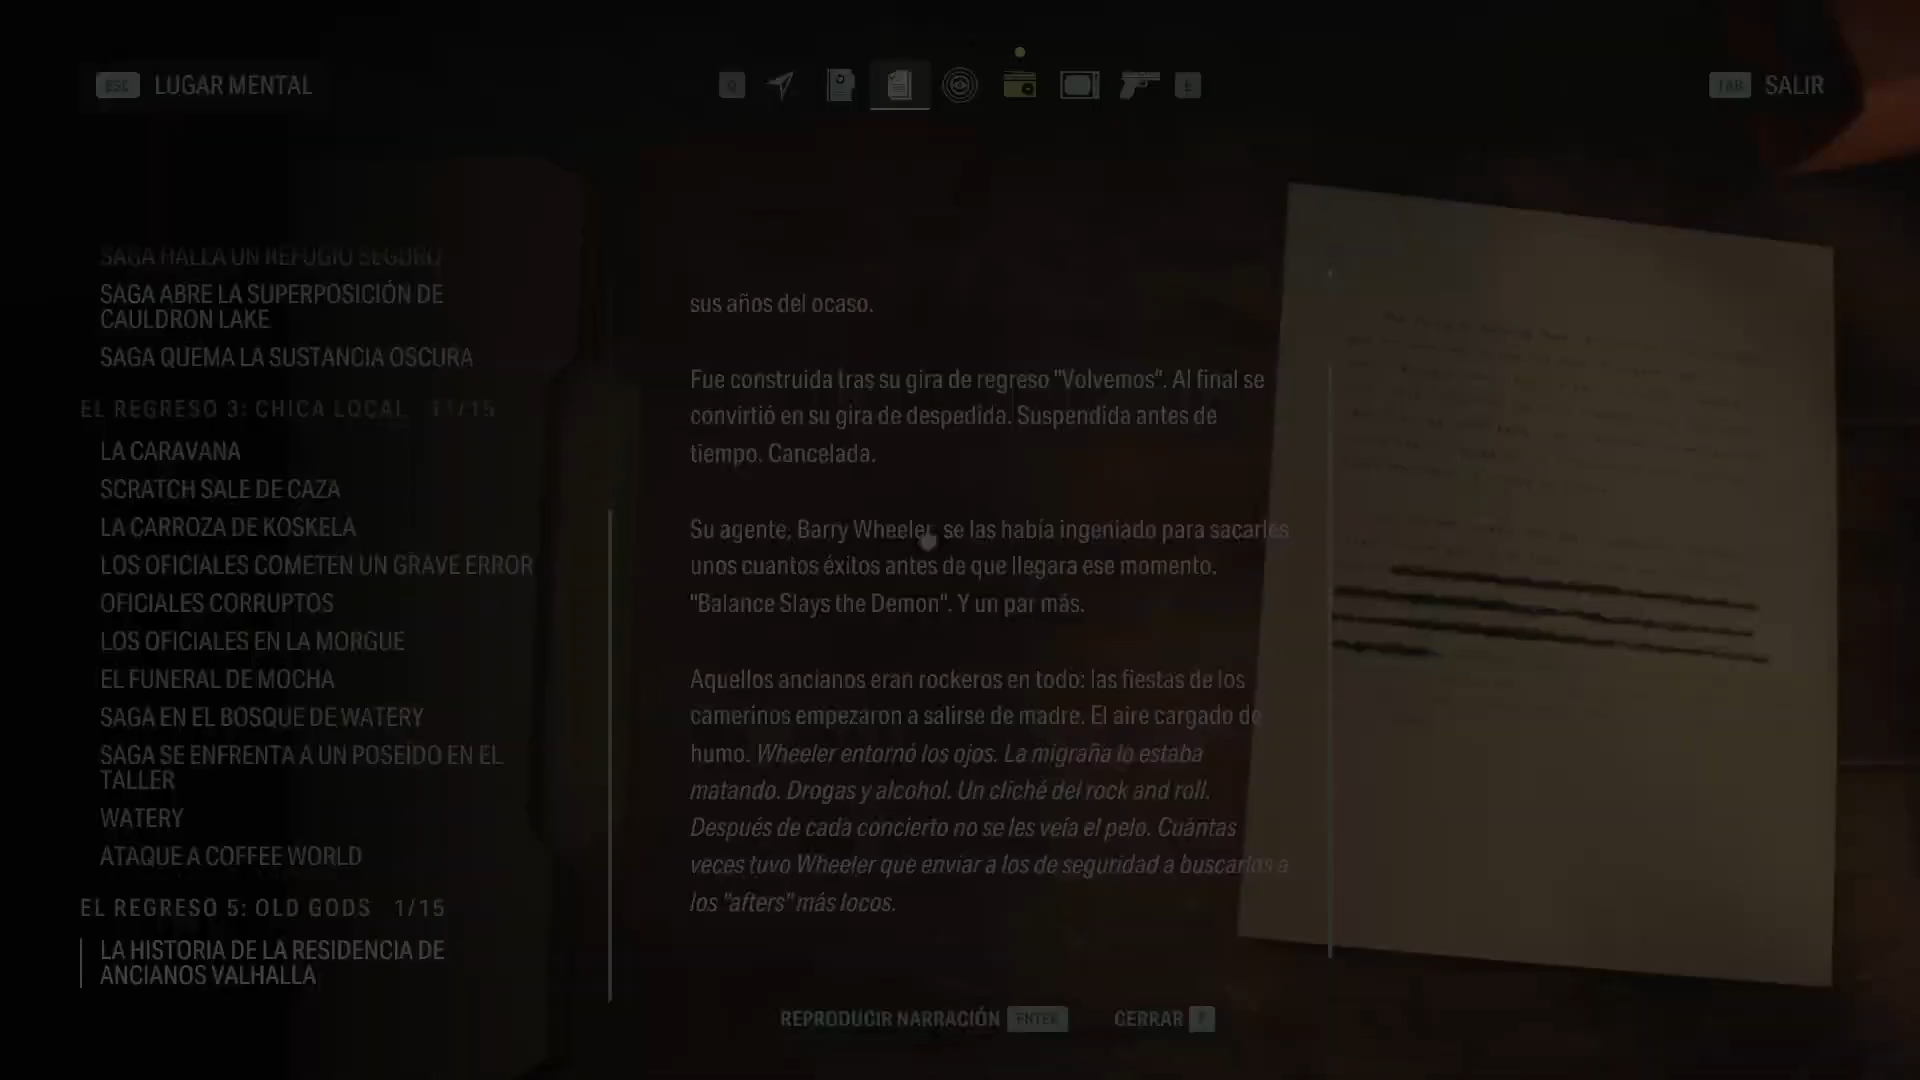 ESC LUGAR MENTAL
Q
E
TAB SALIR
SAGA HALLA UN REFUGIO SEGURO
SAGA ABRE LA SUPERPOSICIÓN DE
CAULDRON LAKE
SAGA QUEMA LA SUSTANCIA OSCURA
EL REGRESO 3: CHICA LOCAL 11/15
LA CARAVANA
SCRATCH SALE DE CAZA
LA CARROZA DE KOSKELA
LOS OFICIALES COMETEN UN GRAVE ERROR
OFICIALES CORRUPTOS
LOS OFICIALES EN LA MORGUE
EL FUNERAL DE MOCHA
SAGA EN EL BOSQUE DE WATERY
SAGA SE ENFRENTA A UN POSEÍDO EN EL
TALLER
WATERY
ATAQUE A COFFEE WORLD
EL REGRESO 5: OLD GODS 1/15
LA HISTORIA DE LA RESIDENCIA DE
ANCIANOS VALHALLA
sus años del ocaso.
Fue construida tras su gira de regreso "Volvemos". Al final se
convirtió en su gira de despedida. Suspendida antes de
tiempo. Cancelada.
Su agente, Barry Wheeler, se las había ingeniado para sacarles
unos cuantos éxitos antes de que llegara ese momento.
"Balance Slays the Demon". Y un par más.
Aquellos ancianos eran rockeros en todo: las fiestas de los
camerinos empezaron a salirse de madre. El aire cargado de
humo. Wheeler entornó los ojos. La migraña lo estaba
matando. Drogas y alcohol. Un cliché del rock and roll.
Después de cada concierto no se les veía el pelo. Cuántas
veces tuvo Wheeler que enviar a los de seguridad a buscarlos a
los "afters" más locos.
REPRODUCIR NARRACIÓN ENTER CERRAR F